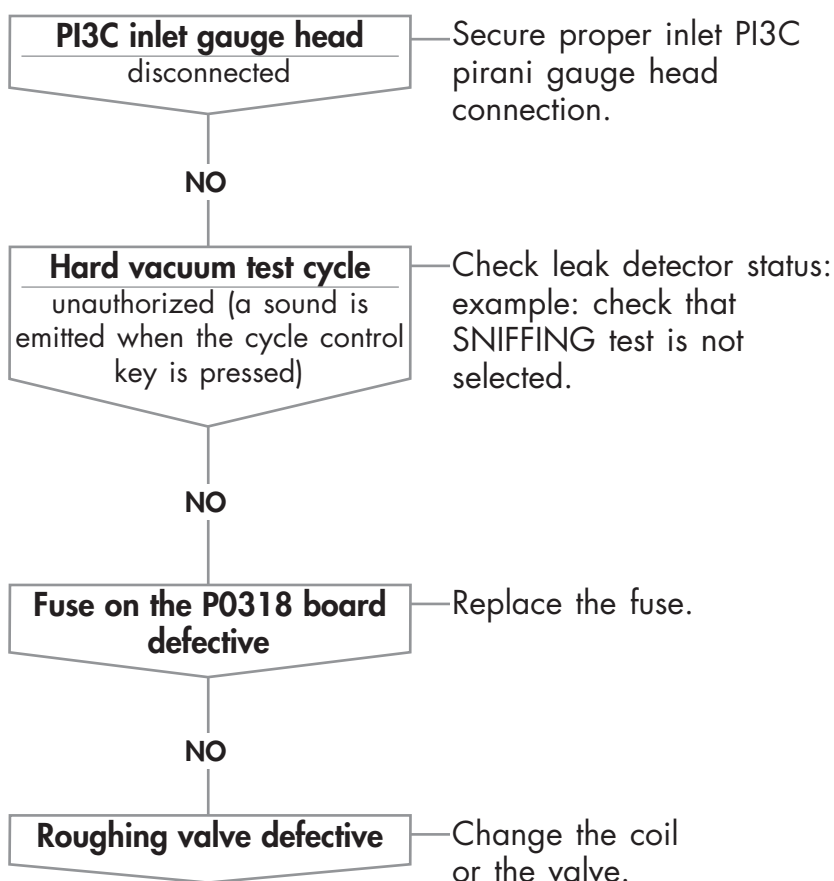 PI3C inlet gauge head
disconnected
Secure proper inlet PI3C
pirani gauge head
connection.
NO
Hard vacuum test cycle
unauthorized (a sound is
emitted when the cycle control
key is pressed)
Check leak detector status:
example: check that
SNIFFING test is not
selected.
NO
Fuse on the P0318 board
defective
Replace the fuse.
NO
Roughing valve defective
Change the coil
or the valve.